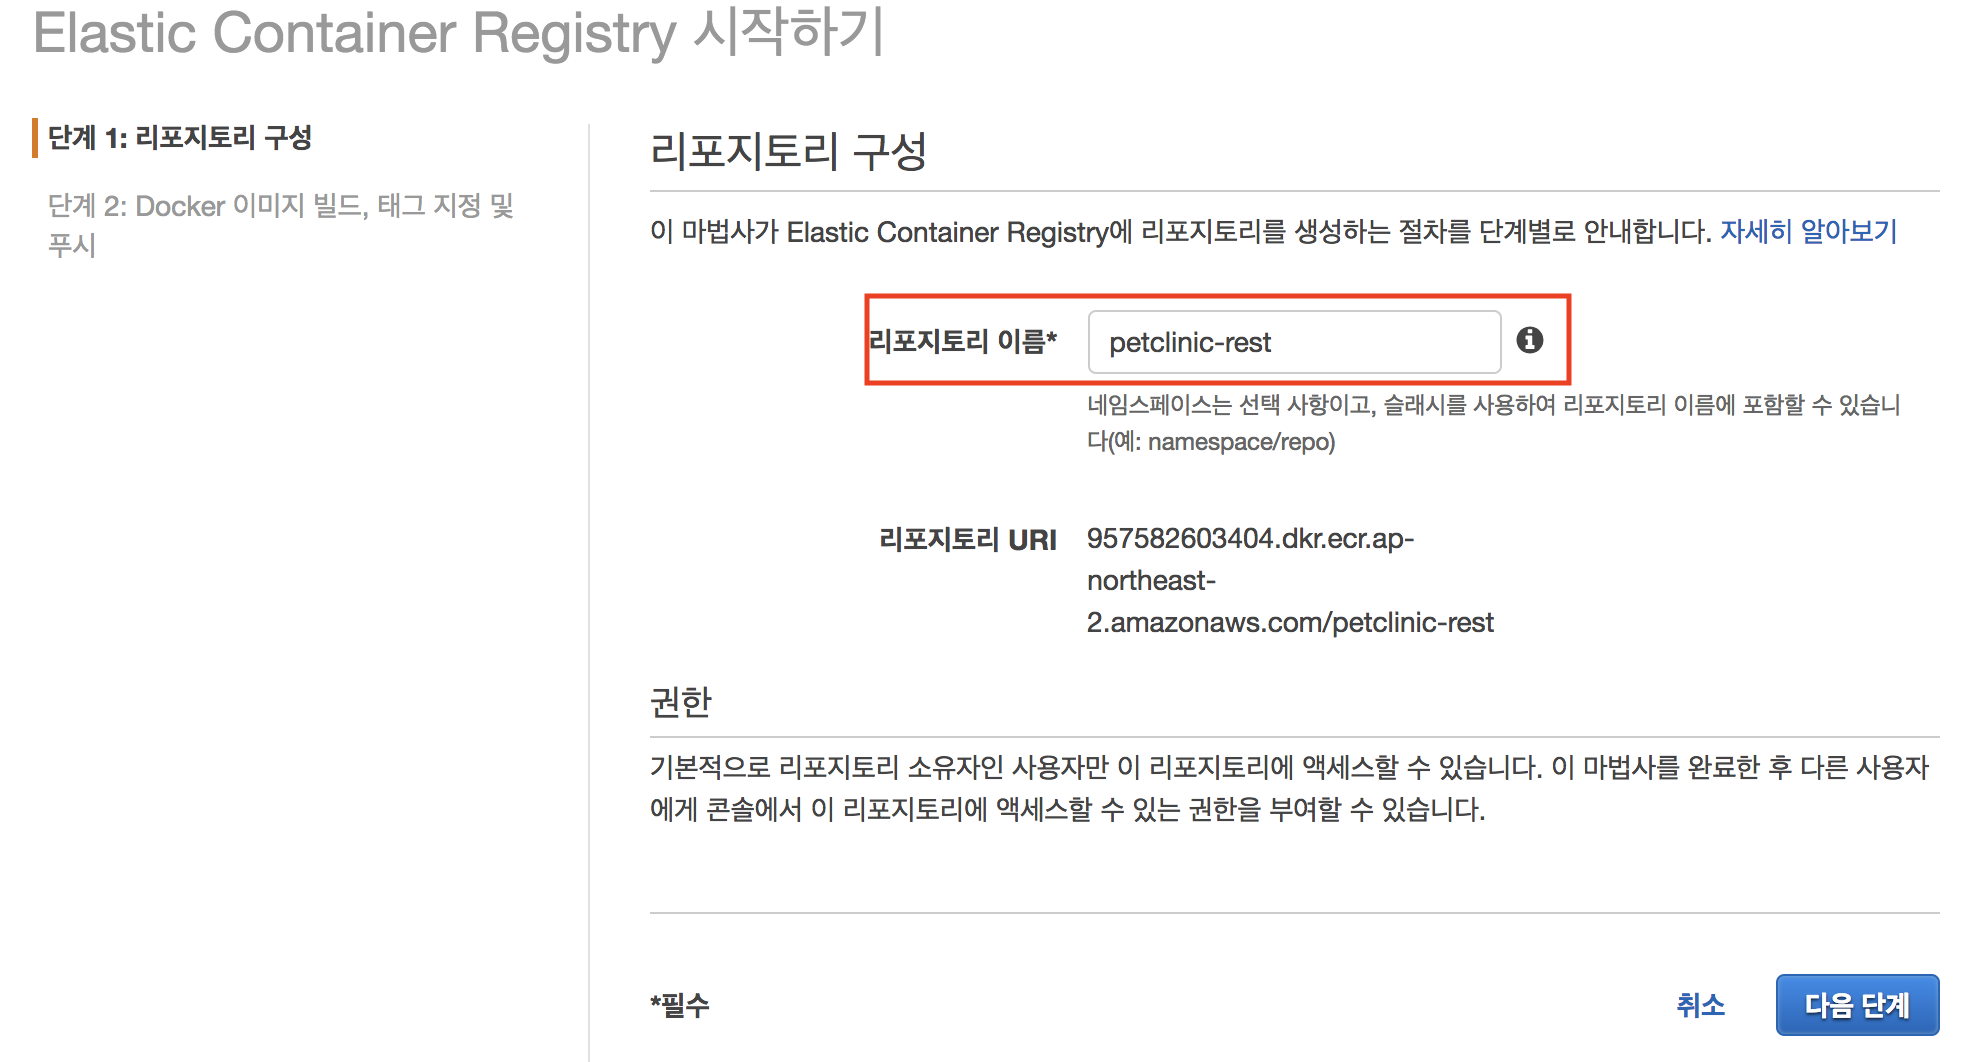 Elastic Container Registry 시작하기
단계 1: 리포지토리 구성
단계 2: Docker 이미지 빌드, 태그 지정 및
푸시
리포지토리 구성
이 마법사가 Elastic Container Registry에 리포지토리를 생성하는 절차를 단계별로 안내합니다. 자세히 알아보기
리포지토리 이름* petclinic-rest
네임스페이스는 선택 사항이고, 슬래시를 사용하여 리포지토리 이름에 포함할 수 있습니
다(예: namespace/repo)
리포지토리 URI 957582603404.dkr.ecr.ap-
northeast-
2.amazonaws.com/petclinic-rest
권한
기본적으로 리포지토리 소유자인 사용자만 이 리포지토리에 액세스할 수 있습니다. 이 마법사를 완료한 후 다른 사용자
에게 콘솔에서 이 리포지토리에 액세스할 수 있는 권한을 부여할 수 있습니다.
*필수 취소 다음 단계